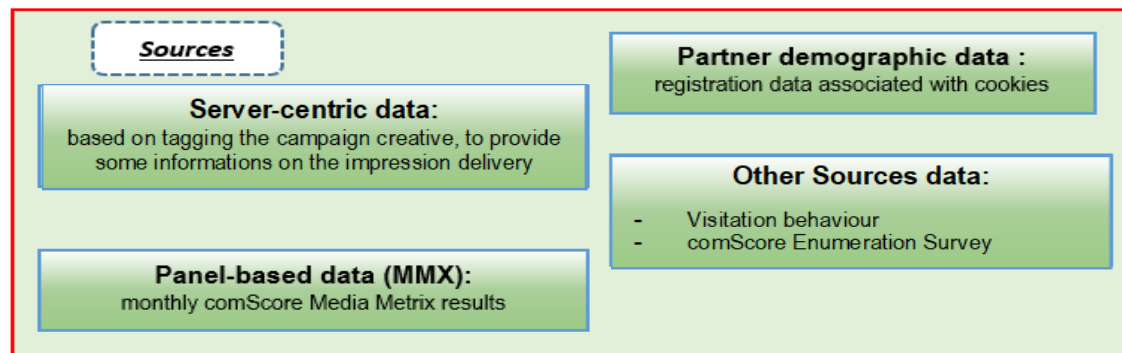 Sources
Server-centric data:
based on tagging the campaign creative, to provide
some informations on the impression delivery
Panel-based data (MMX):
monthly comScore Media Metrix results
Partner demographic data :
registration data associated with cookies
Other Sources data:
- Visitation behaviour
- comScore Enumeration Survey